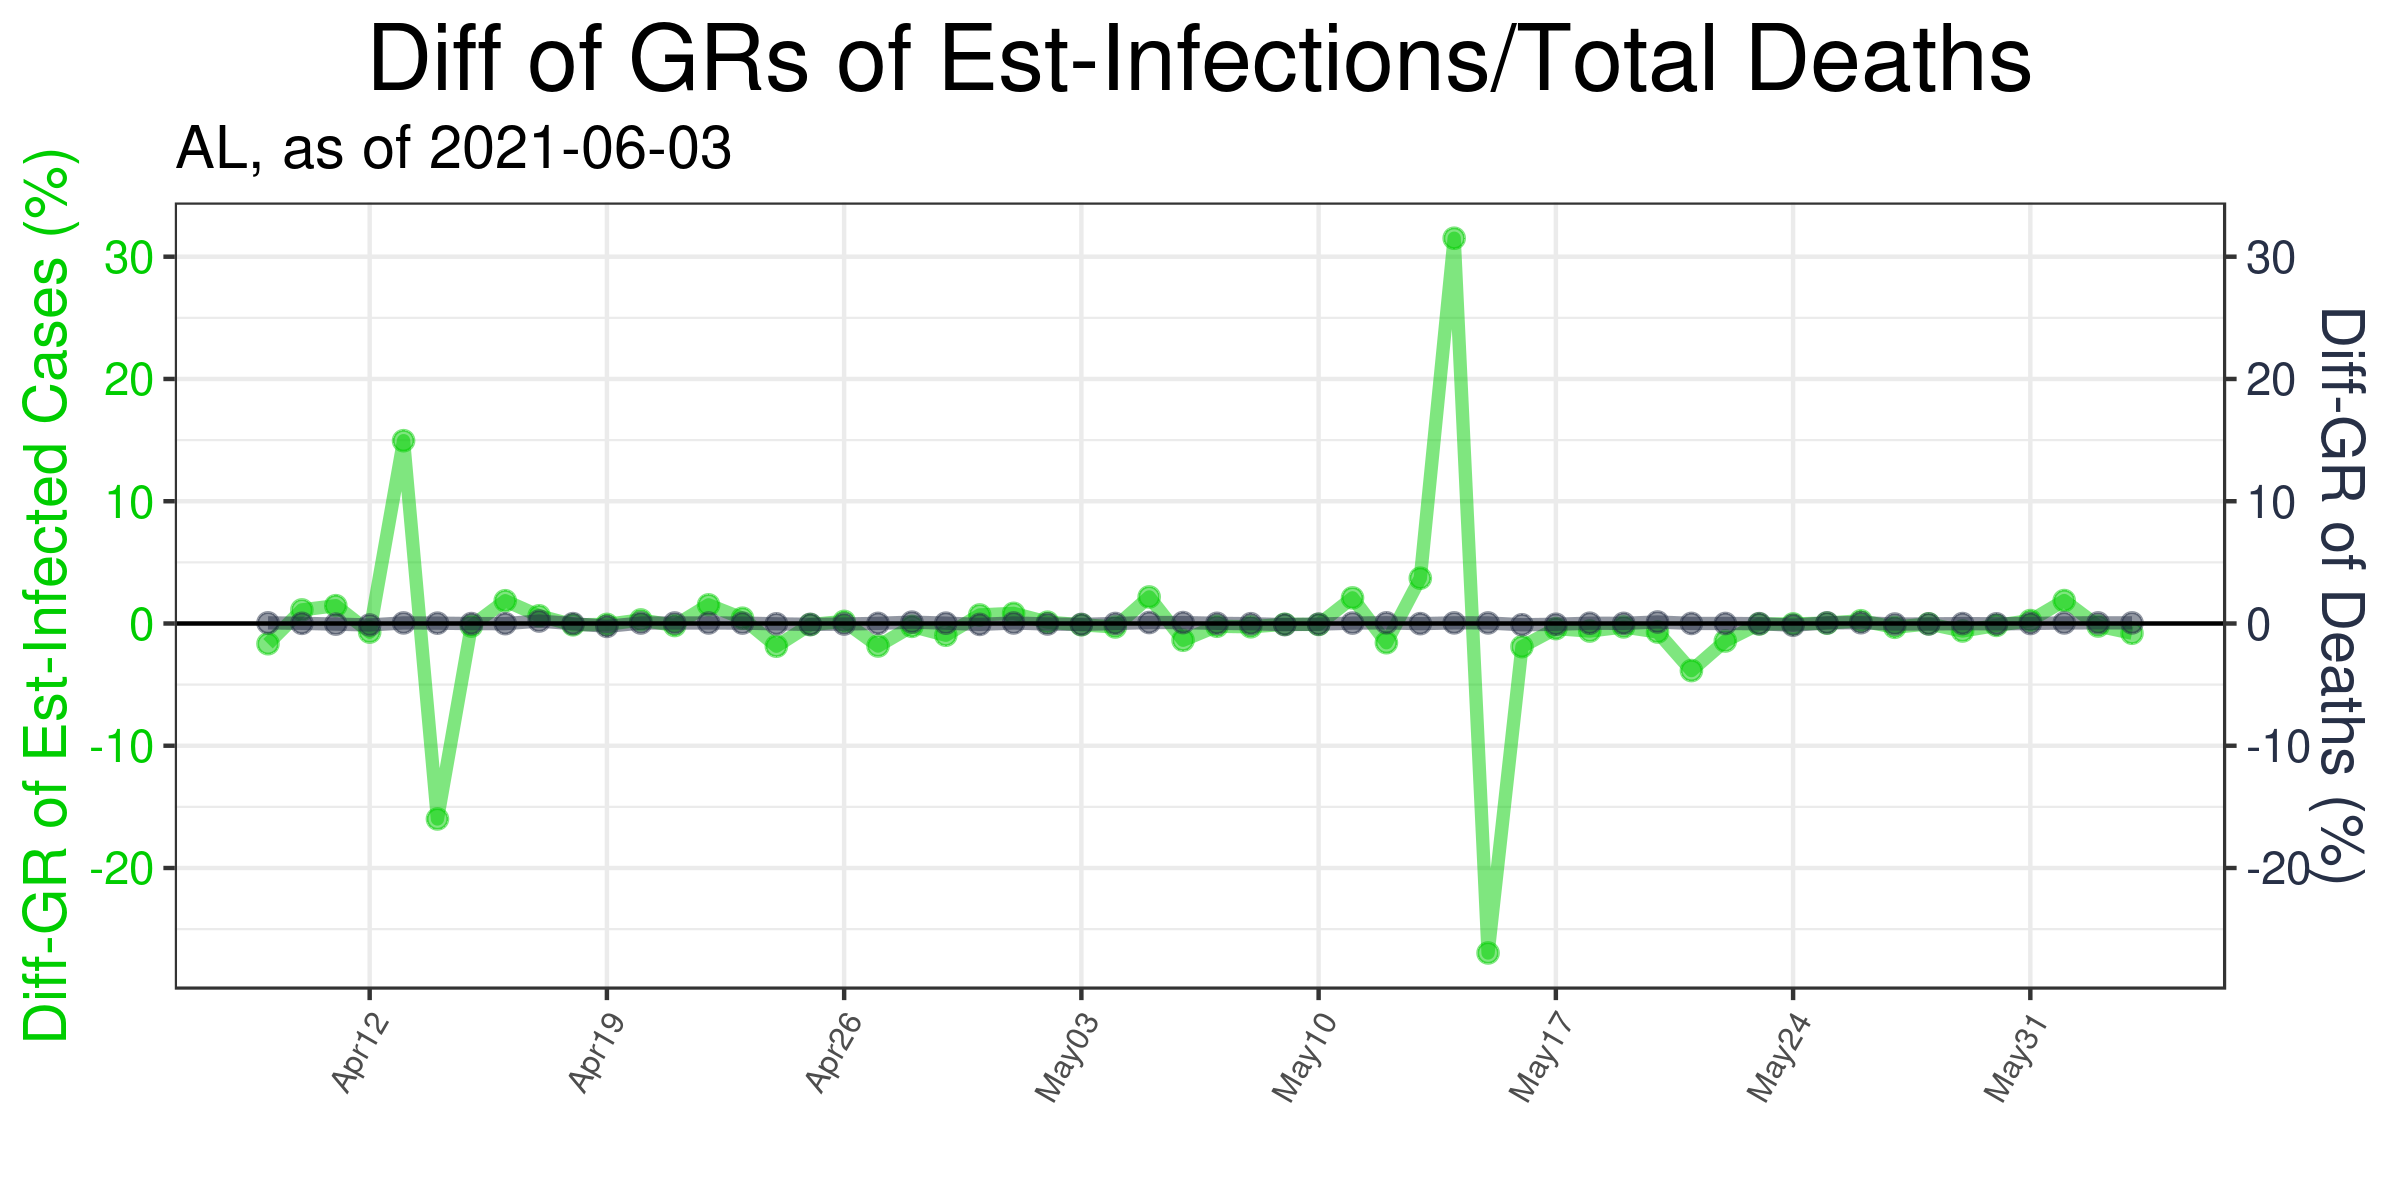 Diff of GRs of Est-Infections/Total Deaths
AL, as of 2021-06-03
Diff-GR of Est-Infected Cases (%)
30
20
10
0
-10
-20
30
20
10
0
-10
-20
Diff-GR of Deaths (%)
Apr12
Apr19
Apr26
May03
May10
May17
May24
May31